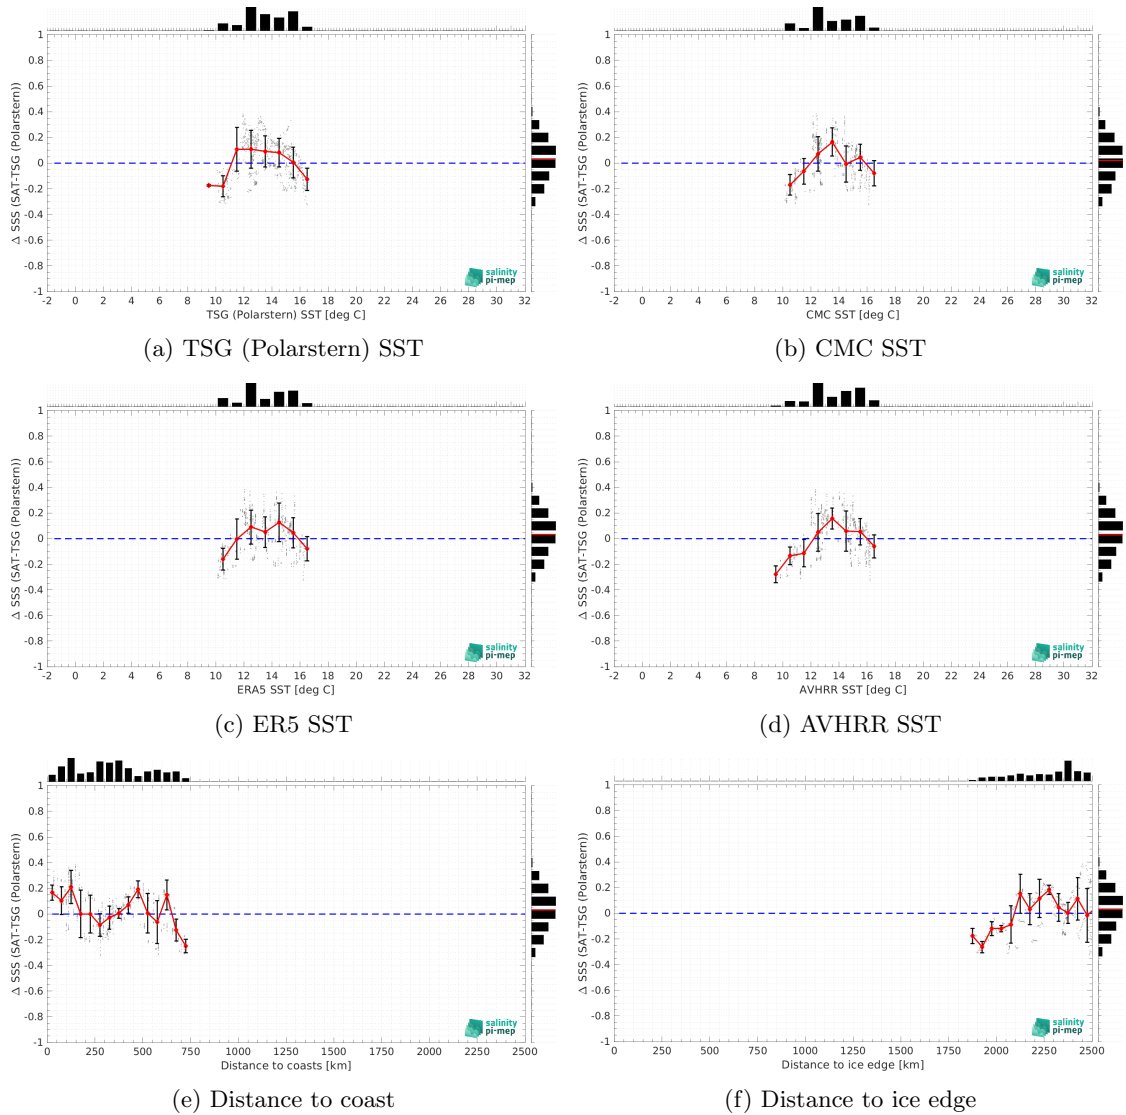 1
0.8
0.6
0.4
0.2
0
-0.2
-0.4
-0.6
-0.8
-1
Δ SSS (SAT-TSG (Polarstern))
-2 0 2 4 6 8 10 12 14 16 18 20 22 24 26 28 30 32
TSG (Polarstern) SST [deg C]
salinity
pi-mep
(a) TSG (Polarstern) SST
1
0.8
0.6
0.4
0.2
0
-0.2
-0.4
-0.6
-0.8
-1
Δ SSS (SAT-TSG (Polarstern))
-2 0 2 4 6 8 10 12 14 16 18 20 22 24 26 28 30 32
CMC SST [deg C]
salinity
pi-mep
(b) CMC SST
1
0.8
0.6
0.4
0.2
0
-0.2
-0.4
-0.6
-0.8
-1
Δ SSS (SAT-TSG (Polarstern))
-2 0 2 4 6 8 10 12 14 16 18 20 22 24 26 28 30 32
ERA5 SST [deg C]
salinity
pi-mep
(c) ER5 SST
1
0.8
0.6
0.4
0.2
0
-0.2
-0.4
-0.6
-0.8
-1
Δ SSS (SAT-TSG (Polarstern))
-2 0 2 4 6 8 10 12 14 16 18 20 22 24 26 28 30 32
AVHRR SST [deg C]
salinity
pi-mep
(d) AVHRR SST
1
0.8
0.6
0.4
0.2
0
-0.2
-0.4
-0.6
-0.8
-1
Δ SSS (SAT-TSG (Polarstern))
0 250 500 750 1000 1250 1500 1750 2000 2250 2500
Distance to coasts [km]
salinity
pi-mep
(e) Distance to coast
1
0.8
0.6
0.4
0.2
0
-0.2
-0.4
-0.6
-0.8
-1
Δ SSS (SAT-TSG (Polarstern))
0 250 500 750 1000 1250 1500 1750 2000 2250 2500
Distance to ice edge [km]
salinity
pi-mep
(f) Distance to ice edge